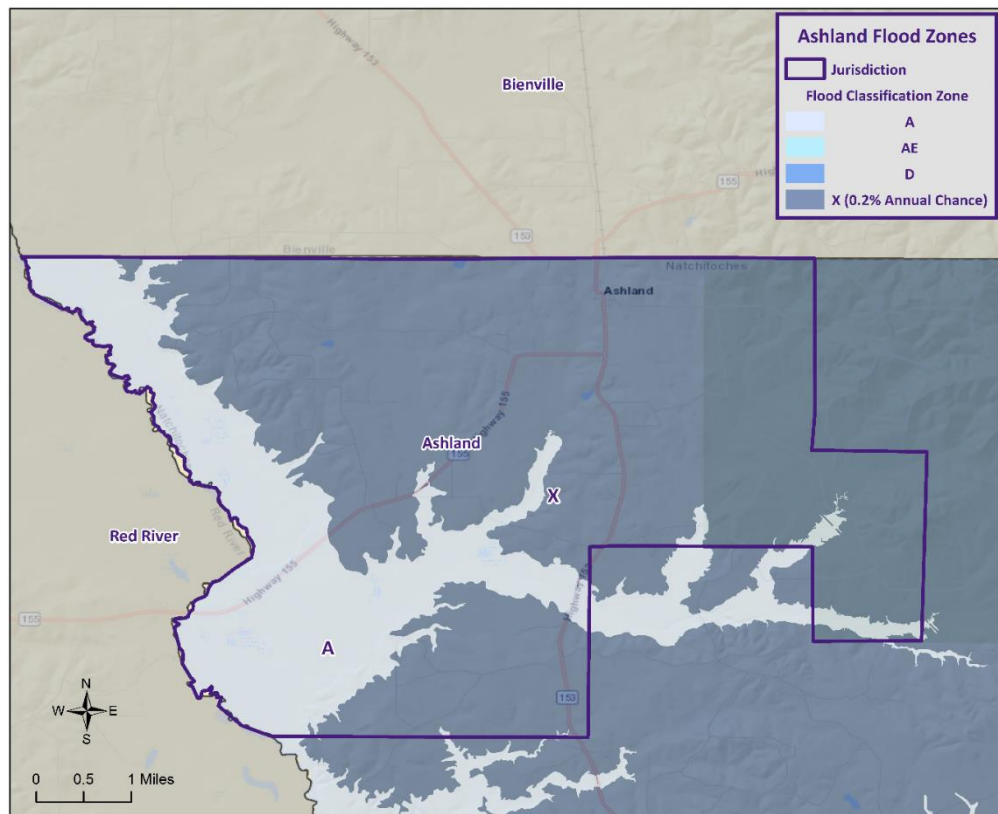 Ashland Flood Zones
Jurisdiction
Flood Classification Zone
A
AE
D
X (0.2% Annual Chance)
Highway 153
Bienville
155
153
Bienville
Natchitoches
Ashland
Natchitoches
Highway 155
Ashland
155
X
Red River
Red River
Highway 153
Highway 155
155
A
153
N
W E
S
0 0.5 1 Miles